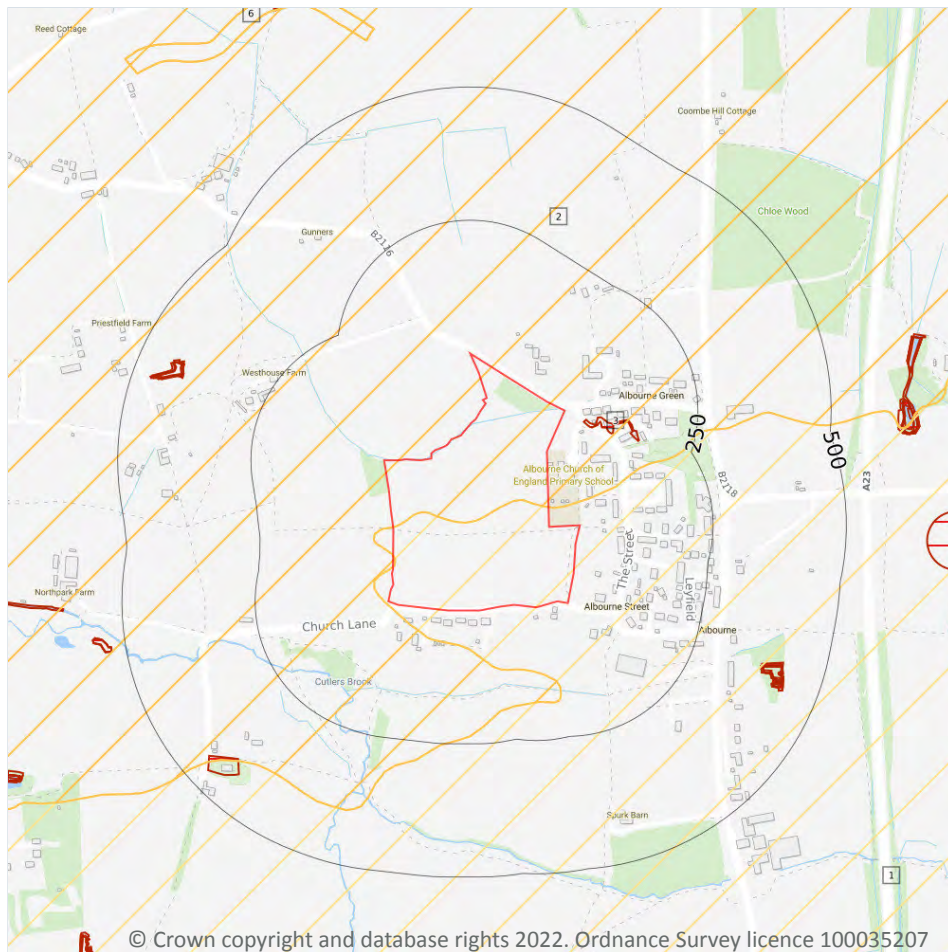 6
Reed Cottage
Coombe Hill Cottage
Chloe Wood
2
Gunners
B2116
Priestfield Farm
Westhouse Farm
Albourne Green
3
250
500
Albourne Church of
England Primary School
A23
B2118
The Street
Leyfield
Northpark Farm
Albourne Street
Church Lane
Albourne
Cutlers Brook
Spurk Barn
1
© Crown copyright and database rights 2022. Ordnance Survey licence 100035207